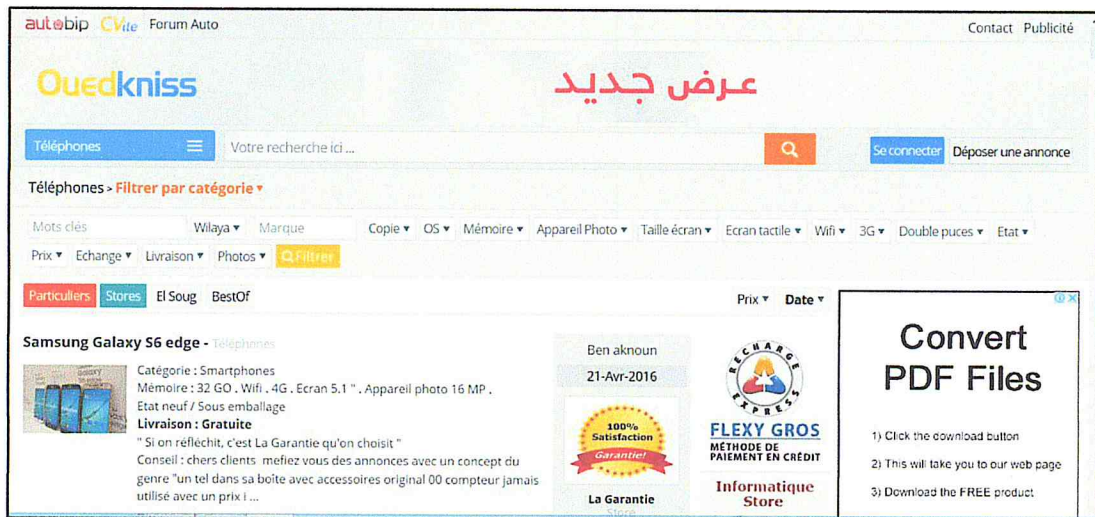 autobip CVite Forum Auto
Contact Publicité
Ouedkniss
عرض جديد
Téléphones
Votre recherche ici ...
Se connecter Déposer une annonce
Téléphones > Filtrer par catégorie ▾
Mots clés Wilaya ▾ Marque Copie ▾ OS ▾ Mémoire ▾ Appareil Photo ▾ Taille écran ▾ Ecran tactile ▾ Wifi ▾ 3G ▾ Double puces ▾ Etat ▾
Prix ▾ Echange ▾ Livraison ▾ Photos ▾ Filtrer
Particuliers Stores El Soug BestOf
Prix ▾ Date ▾
Samsung Galaxy S6 edge - Téléphones
Catégorie : Smartphones
Mémoire : 32 GO . Wifi . 4G . Ecran 5.1 " . Appareil photo 16 MP .
Etat neuf / Sous emballage
Livraison : Gratuite
" Si on réfléchit, c'est La Garantie qu'on choisit "
Conseil : chers clients mefiez vous des annonces avec un concept du
genre "un tel dans sa boite avec accessoires original 00 compteur jamais
utilisé avec un prix i ...
Ben aknoun
21-Avr-2016
100%
Satisfaction
Garantie!
La Garantie
Store
RECHARGE
EXPRESS
FLEXY GROS
MÉTHODE DE
PAIEMENT EN CRÉDIT
Informatique
Store
Convert
PDF Files
1) Click the download button
2) This will take you to our web page
3) Download the FREE product